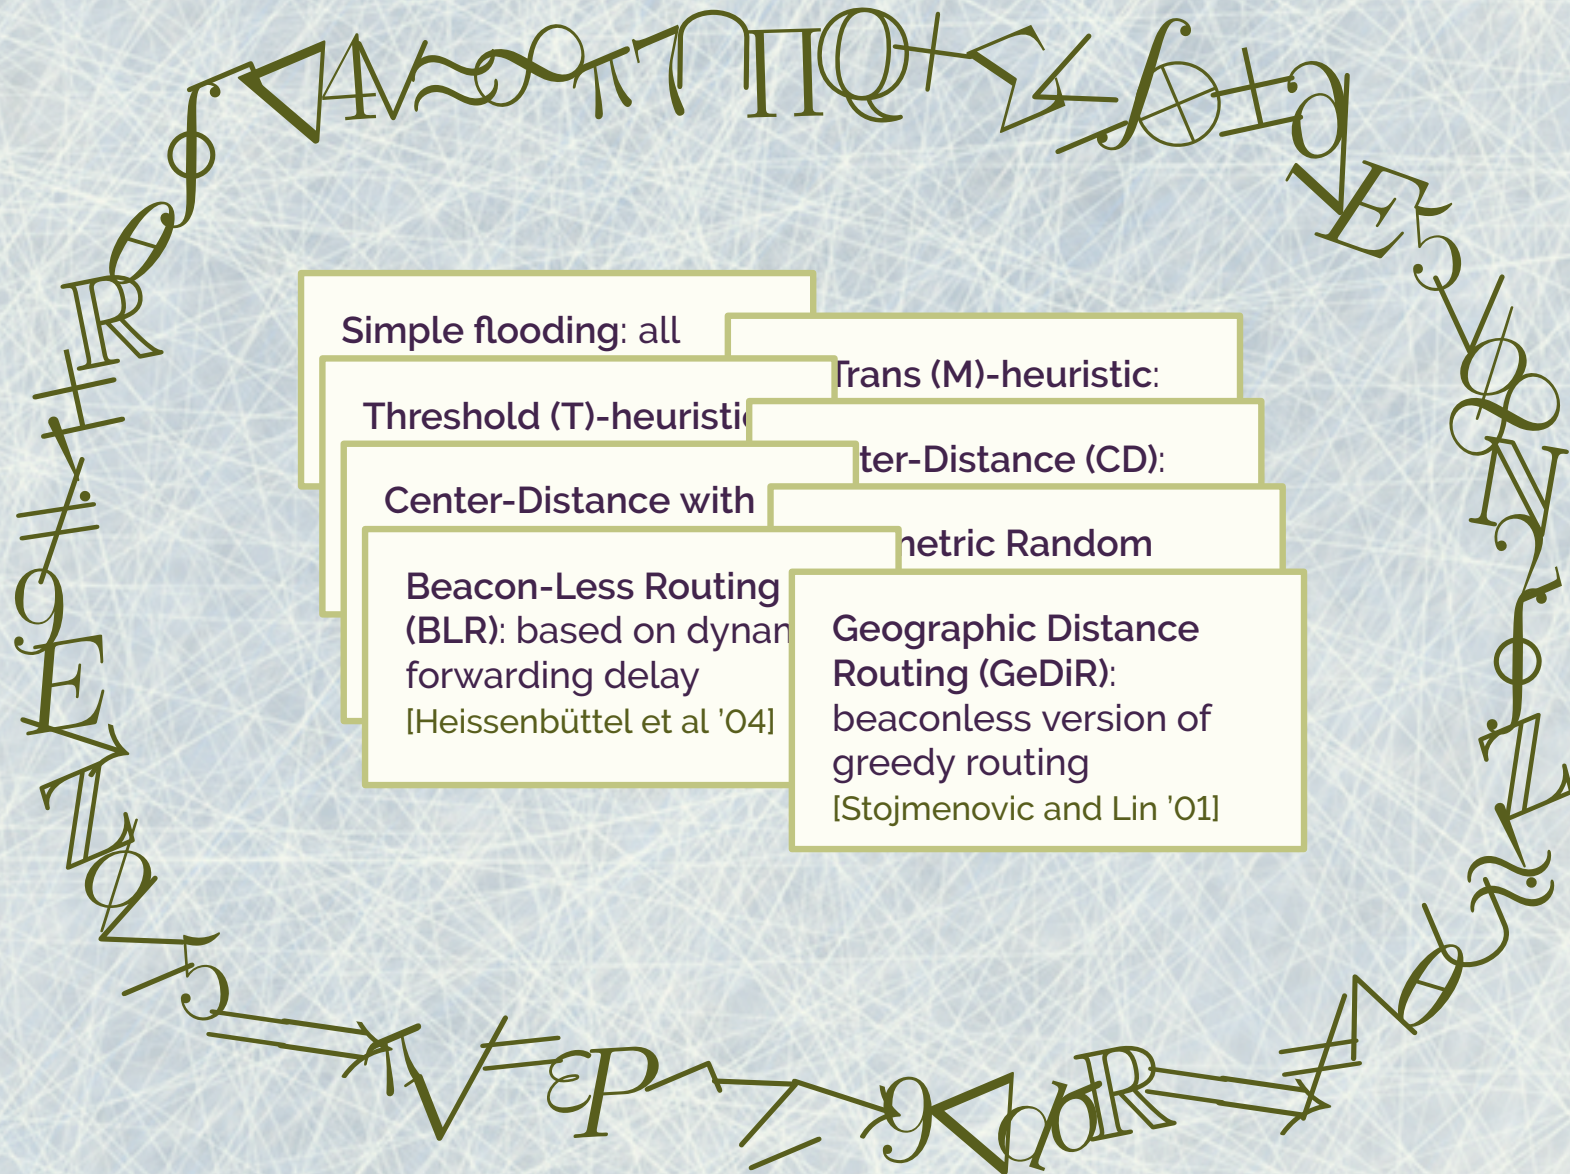 Simple flooding: all
Trans (M)-heuristic:
Threshold (T)-heuristic
ter-Distance (CD):
Center-Distance with
netric Random
Beacon-Less Routing
(BLR): based on dynam
forwarding delay
[Heissenbüttel et al ’04]
Geographic Distance
Routing (GeDiR):
beaconless version of
greedy routing
[Stojmenovic and Lin ’01]